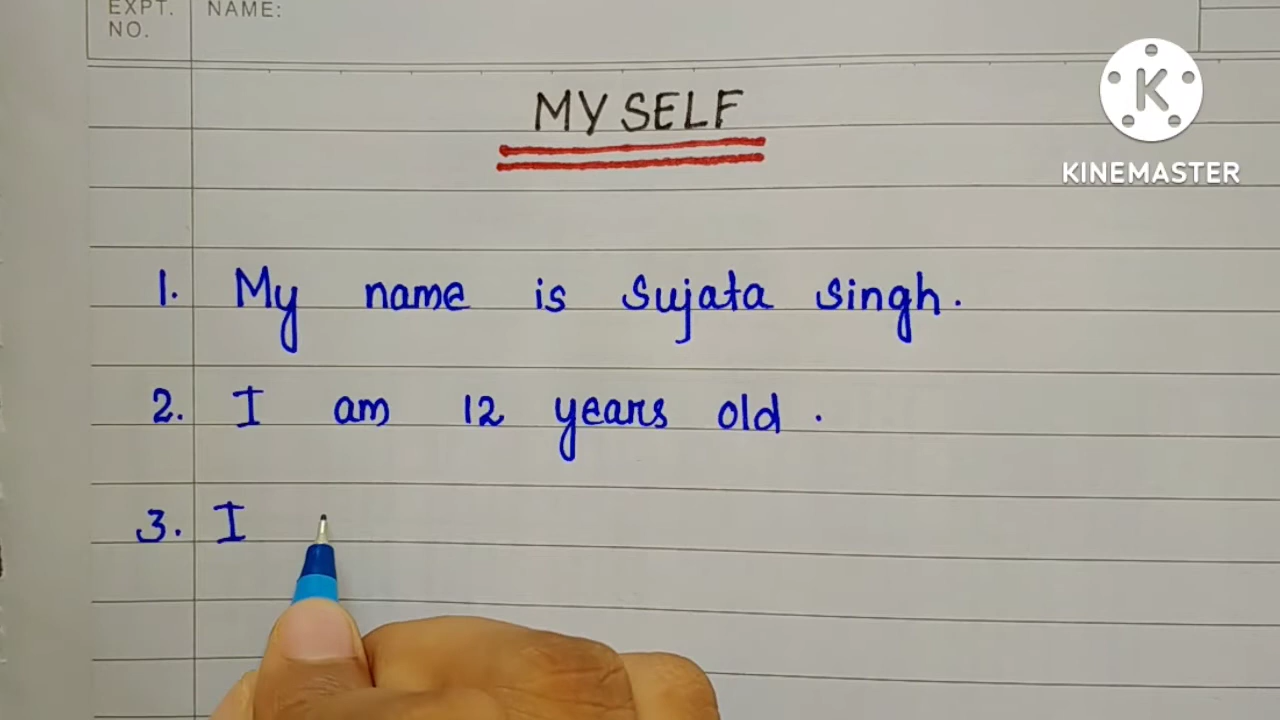 EXPT. NAME:
NO.
MY SELF
KINEMASTER
1. My name is Sujata Singh.
2. I am 12 years old.
3. I